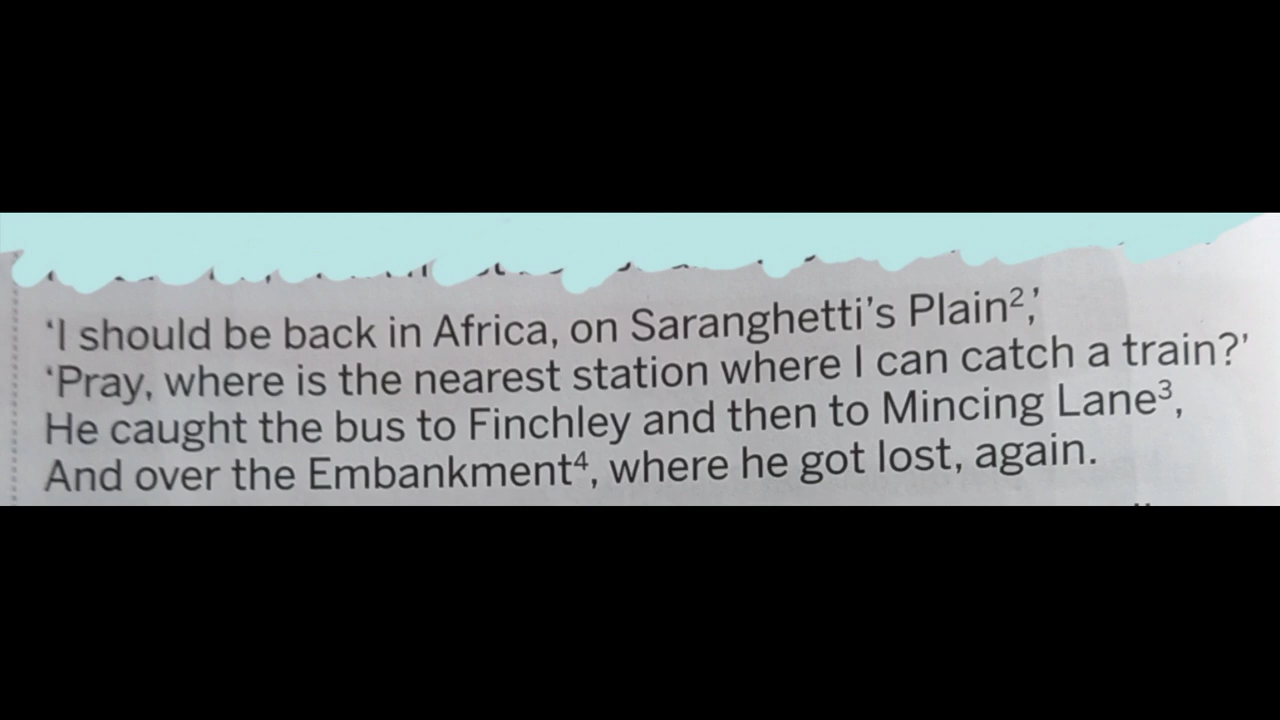 ‘I should be back in Africa, on Saranghetti’s Plain²,’
‘Pray, where is the nearest station where I can catch a train?’
He caught the bus to Finchley and then to Mincing Lane³,
And over the Embankment⁴, where he got lost, again.